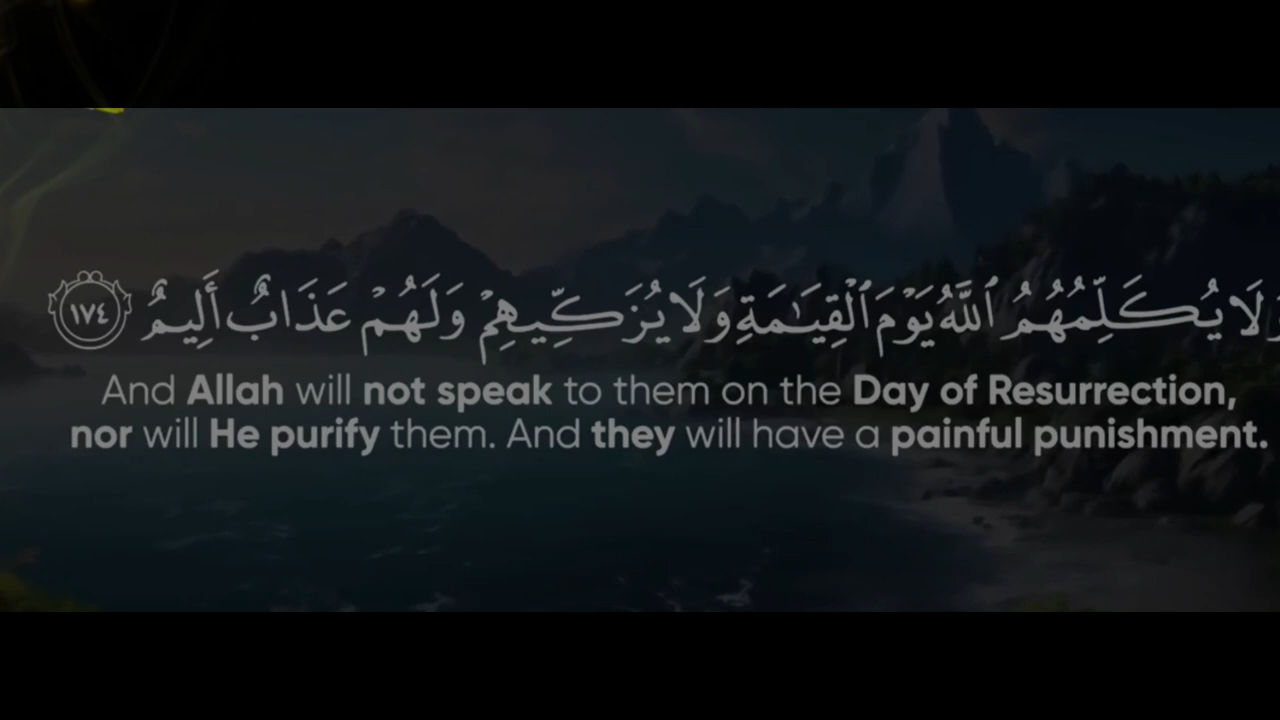 لَا يُكَلِّمُهُمُ ٱللَّهُ يَوْمَ ٱلْقِيَـٰمَةِ وَلَا يُزَكِّيهِمْ وَلَهُمْ عَذَابٌ أَلِيمٌ ١٧٤
And Allah will not speak to them on the Day of Resurrection,
nor will He purify them. And they will have a painful punishment.